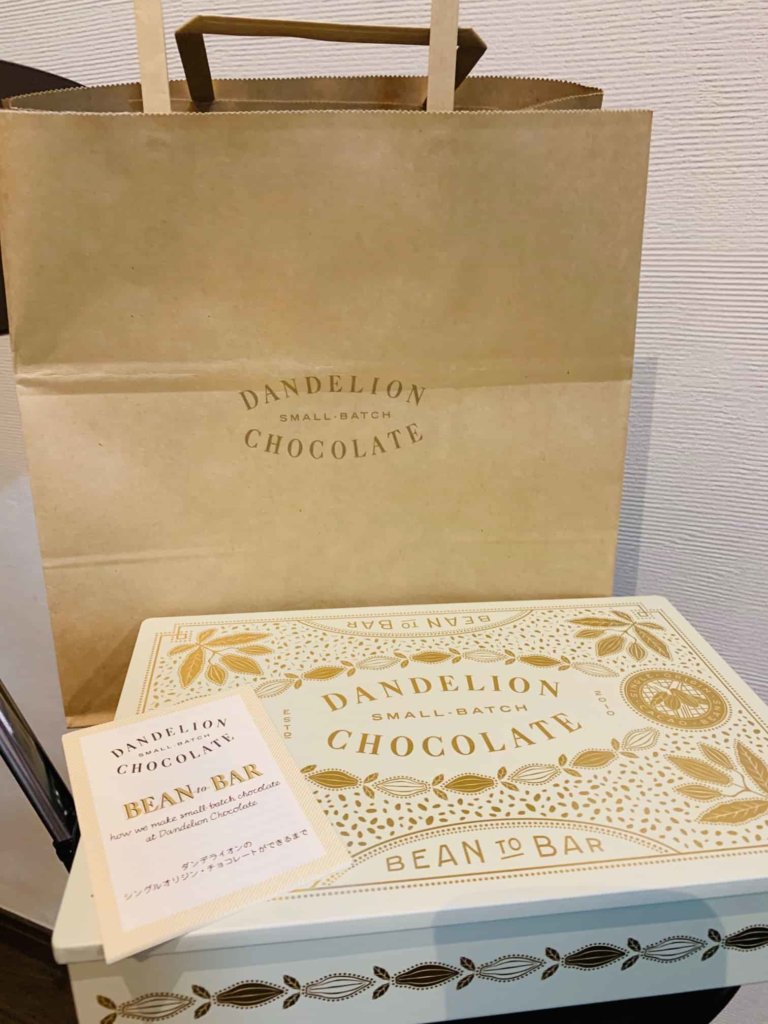 DANDELION
SMALL-BATCH
CHOCOLATE
BEAN TO BAR
DANDELION
SMALL-BATCH
CHOCOLATE
ESTD
2010
BEAN TO BAR
DANDELION
SMALL-BATCH
CHOCOLATE
BEAN-to-BAR
how we make small-batch chocolate
at Dandelion Chocolate
ダンデライオンの
シングルオリジン・チョコレートができるまで